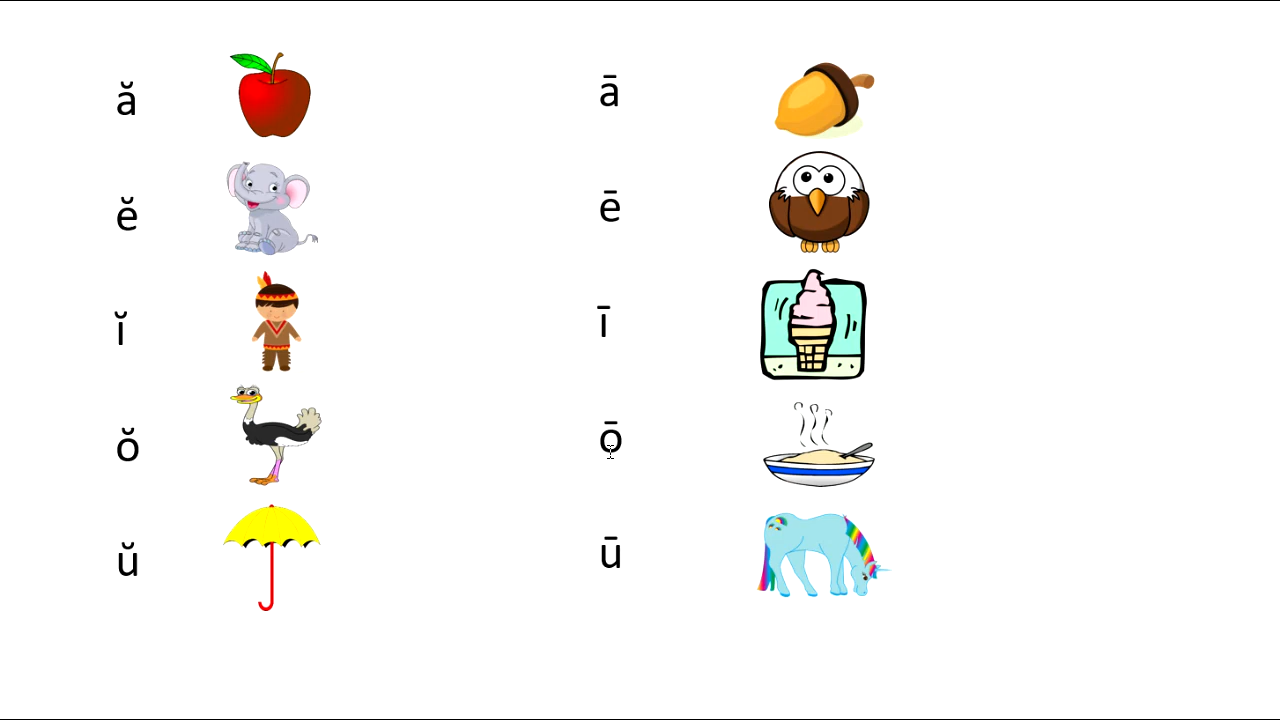 ă ā
ĕ ē
ĭ ī
ŏ ō
ŭ ū